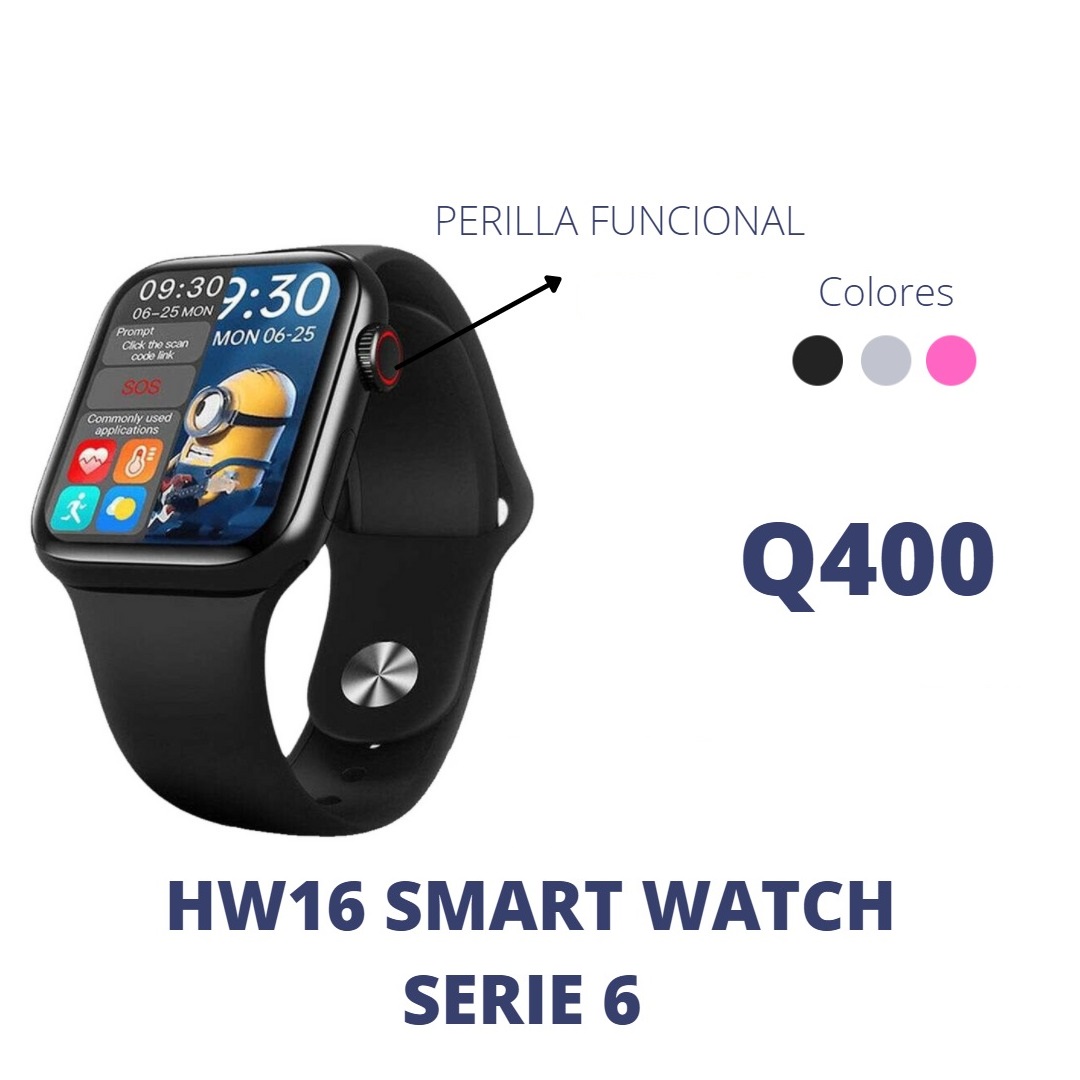 PERILLA FUNCIONAL
Colores
09:30
06-25 MON
Prompt
Click the scan
code link
SOS
Commonly used
applications
9:30
MON 06-25
Q400
HW16 SMART WATCH
SERIE 6